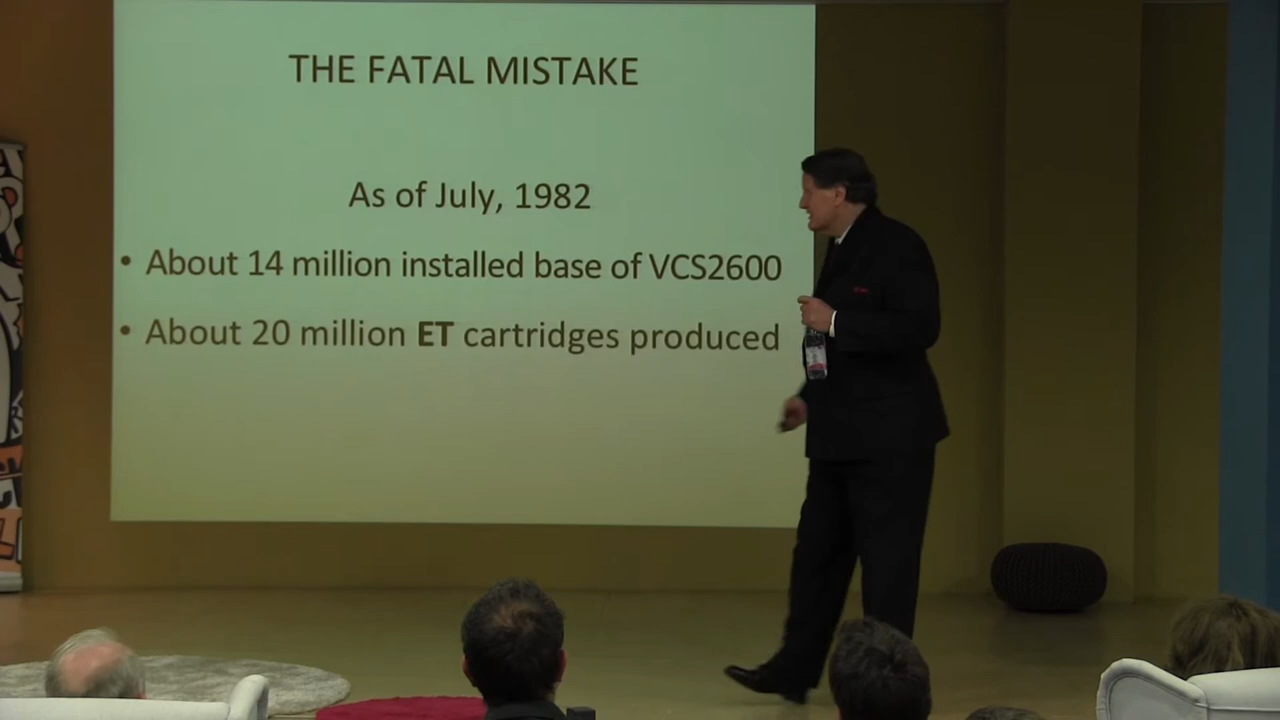 THE FATAL MISTAKE
As of July, 1982
• About 14 million installed base of VCS2600
• About 20 million ET cartridges produced